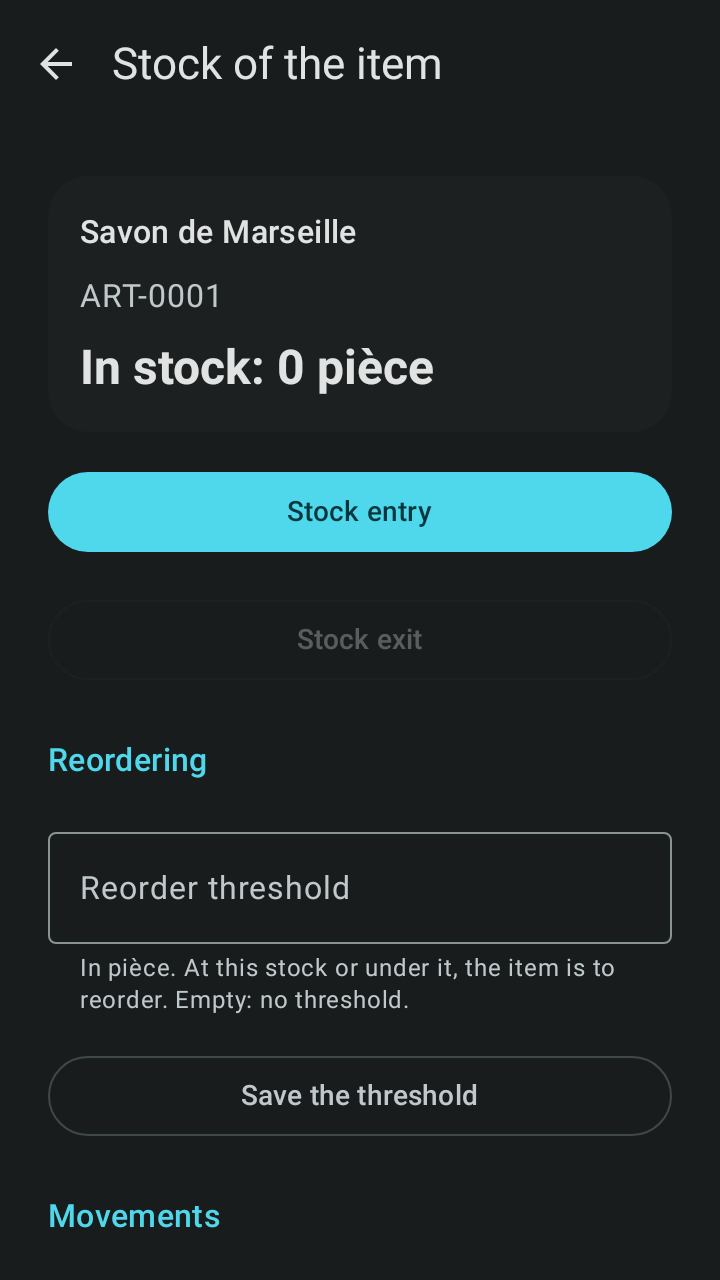 Stock of the item
Savon de Marseille
ART-0001
In stock: 0 pièce
Stock entry
Stock exit
Reordering
Reorder threshold
In pièce. At this stock or under it, the item is to
reorder. Empty: no threshold.
Save the threshold
Movements